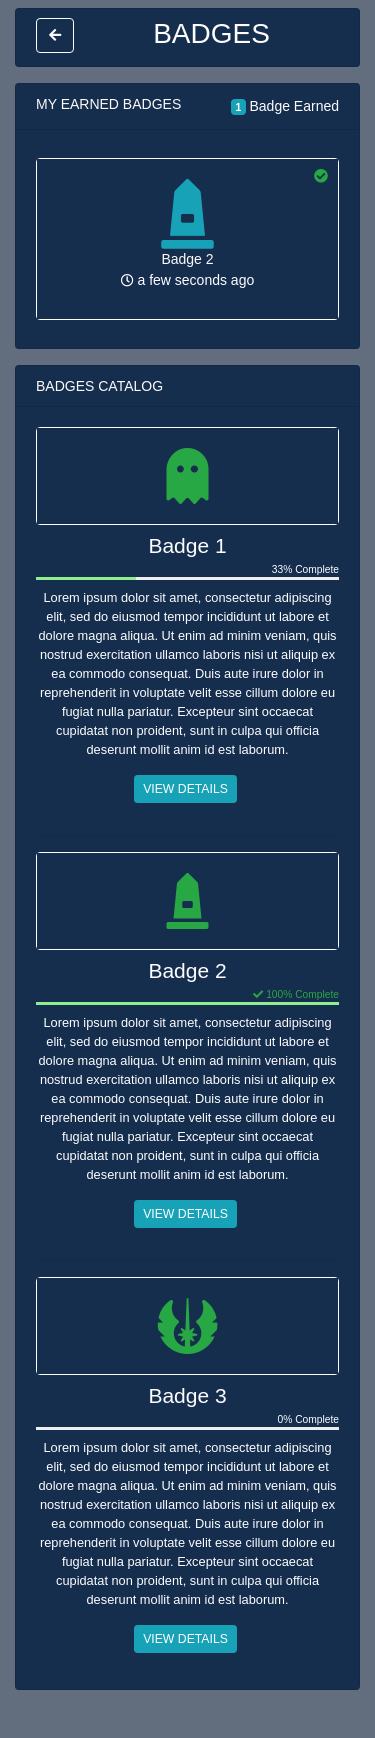 BADGES
MY EARNED BADGES
1 Badge Earned
Badge 2
a few seconds ago
BADGES CATALOG
Badge 1
33% Complete
Lorem ipsum dolor sit amet, consectetur adipiscing
elit, sed do eiusmod tempor incididunt ut labore et
dolore magna aliqua. Ut enim ad minim veniam, quis
nostrud exercitation ullamco laboris nisi ut aliquip ex
ea commodo consequat. Duis aute irure dolor in
reprehenderit in voluptate velit esse cillum dolore eu
fugiat nulla pariatur. Excepteur sint occaecat
cupidatat non proident, sunt in culpa qui officia
deserunt mollit anim id est laborum.
VIEW DETAILS
Badge 2
100% Complete
Lorem ipsum dolor sit amet, consectetur adipiscing
elit, sed do eiusmod tempor incididunt ut labore et
dolore magna aliqua. Ut enim ad minim veniam, quis
nostrud exercitation ullamco laboris nisi ut aliquip ex
ea commodo consequat. Duis aute irure dolor in
reprehenderit in voluptate velit esse cillum dolore eu
fugiat nulla pariatur. Excepteur sint occaecat
cupidatat non proident, sunt in culpa qui officia
deserunt mollit anim id est laborum.
VIEW DETAILS
Badge 3
0% Complete
Lorem ipsum dolor sit amet, consectetur adipiscing
elit, sed do eiusmod tempor incididunt ut labore et
dolore magna aliqua. Ut enim ad minim veniam, quis
nostrud exercitation ullamco laboris nisi ut aliquip ex
ea commodo consequat. Duis aute irure dolor in
reprehenderit in voluptate velit esse cillum dolore eu
fugiat nulla pariatur. Excepteur sint occaecat
cupidatat non proident, sunt in culpa qui officia
deserunt mollit anim id est laborum.
VIEW DETAILS